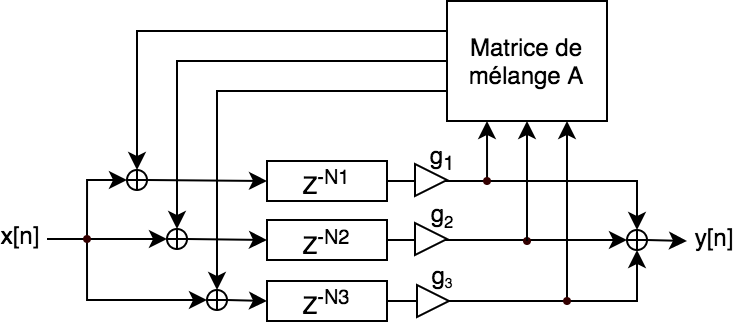 Matrice de
mélange A
g1
z-N1
x[n]
g2
z-N2
y[n]
g3
z-N3